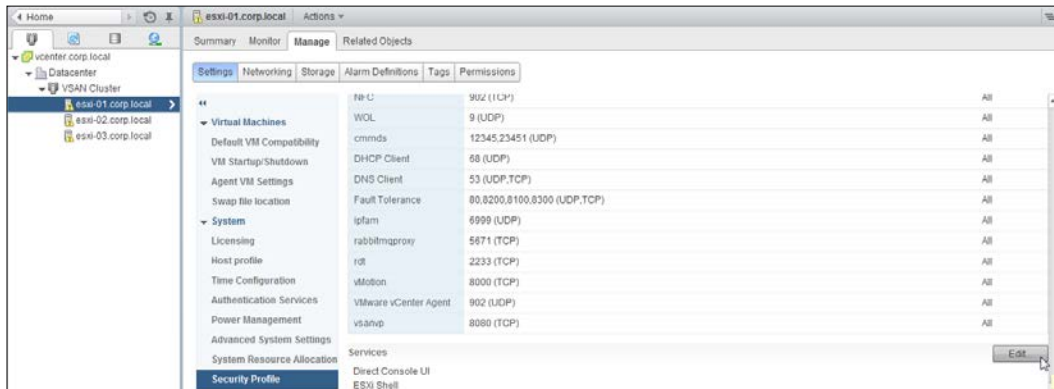 Home
esxi-01.corp.local Actions
Summary Monitor Manage Related Objects
vcenter.corp.local
Datacenter
VSAN Cluster
esxi-01.corp.local
esxi-02.corp.local
esxi-03.corp.local
Settings Networking Storage Alarm Definitions Tags Permissions
Virtual Machines
Default VM Compatibility
VM Startup/Shutdown
Agent VM Settings
Swap file location
System
Licensing
Host profile
Time Configuration
Authentication Services
Power Management
Advanced System Settings
System Resource Allocation
Security Profile
NFC 902 (TCP) All
WOL 9 (UDP) All
cmmds 12345,23451 (UDP) All
DHCP Client 68 (UDP) All
DNS Client 53 (UDP,TCP) All
Fault Tolerance 80,8200,8100,8300 (UDP,TCP) All
ipfam 6999 (UDP) All
rabbitmqproxy 5671 (TCP) All
rdt 2233 (TCP) All
vMotion 8000 (TCP) All
VMware vCenter Agent 902 (UDP) All
vsanvp 8080 (TCP) All
Services Edit
Direct Console UI
ESXi Shell